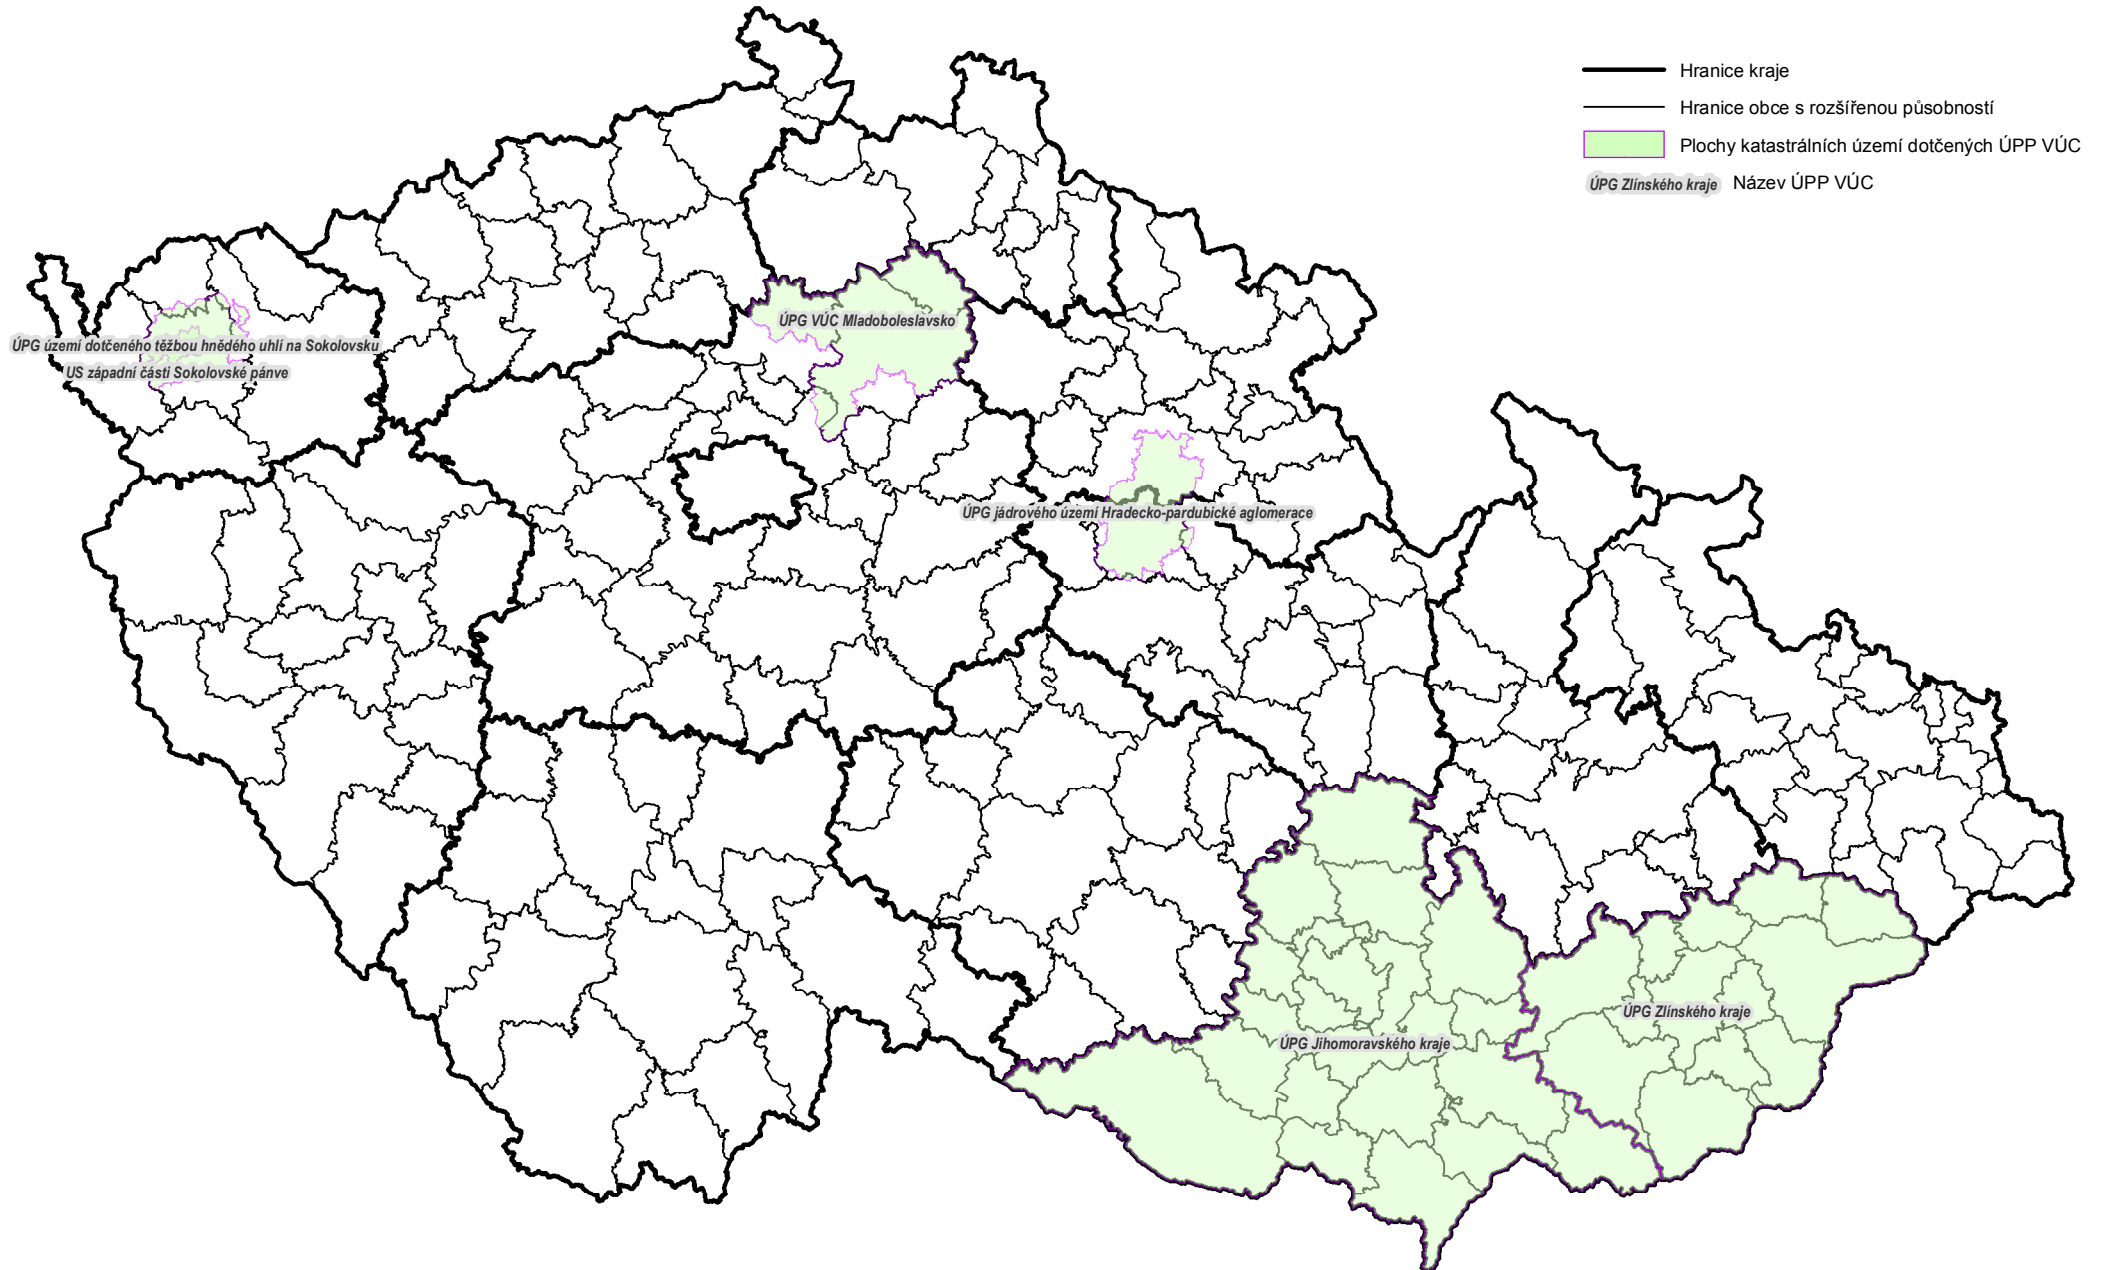 Hranice kraje
Hranice obce s rozšířenou působností
Plochy katastrálních území dotčených ÚPP VÚC
ÚPG Zlínského kraje Název ÚPP VÚC
ÚPG VÚC Mladoboleslavsko
ÚPG území dotčeného těžbou hnědého uhlí na Sokolovsku
US západní části Sokolovské pánve
ÚPG jádrového území Hradecko-pardubické aglomerace
ÚPG Zlínského kraje
ÚPG Jihomoravského kraje